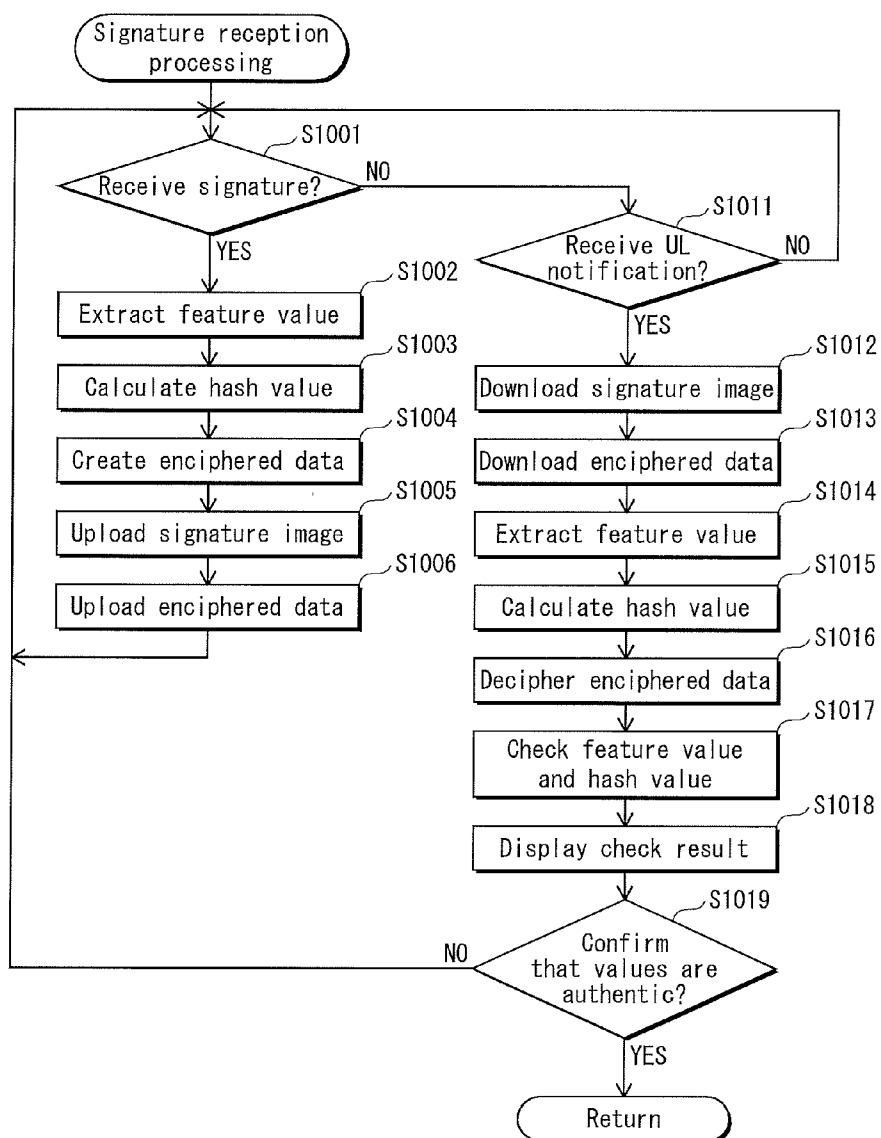 Signature reception
processing
S1001
Receive signature?
NO
YES
S1002
Extract feature value
S1003
Calculate hash value
S1004
Create enciphered data
S1005
Upload signature image
S1006
Upload enciphered data
S1011
Receive UL
notification?
NO
YES
S1012
Download signature image
S1013
Download enciphered data
S1014
Extract feature value
S1015
Calculate hash value
S1016
Decipher enciphered data
S1017
Check feature value
and hash value
S1018
Display check result
S1019
Confirm
that values are
authentic?
NO
YES
Return